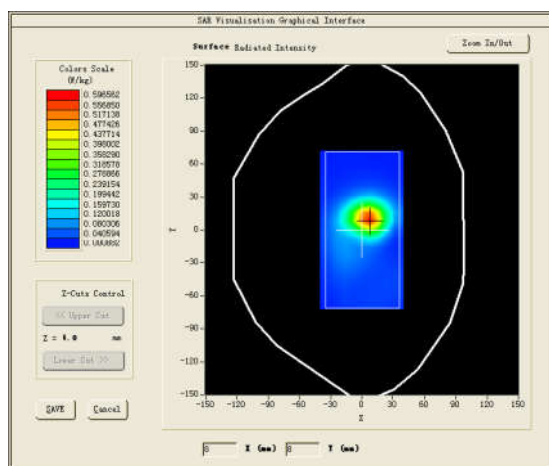 SAR Visualisation Graphical Interface
Surface Radiated Intensity
Zoom In/Out
Colors Scale
(W/kg)
0.596562
0.556850
0.517138
0.477426
0.437714
0.398002
0.358290
0.318578
0.278866
0.239154
0.199442
0.159730
0.120018
0.080306
0.040594
0.000882
Z-Cuts Control
<< Upper Cut
Z = 4.0 mm
Lower Cut >>
SAVE
Cancel
150
120
90
60
30
0
-30
-60
-90
-120
-150
Y
-150 -120 -90 -60 -30 0 30 60 90 120 150
X
8 X (mm) 8 Y (mm)